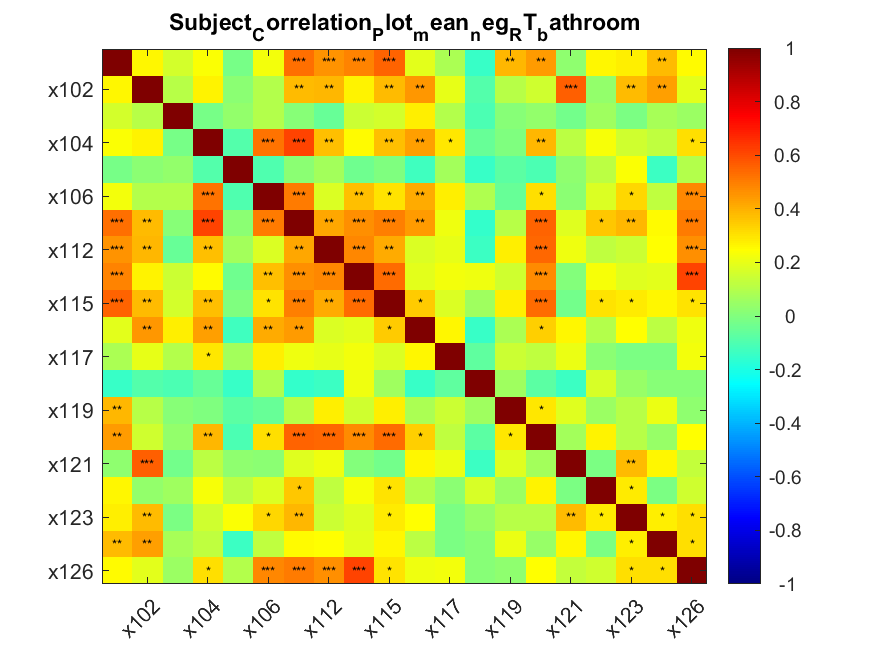 SubjectCorrelationPlotmeannegRTbathroom
*** *** *** *** ** ** **
x102 ** ** ** ** *** ** **
x104 *** *** ** ** ** * ** *
x106 *** *** ** * ** * * ***
*** ** *** *** ** *** *** ** *** * ** ***
x112 *** ** ** ** *** ** *** ***
*** ** *** *** *** *** ***
x115 *** ** ** * *** ** *** * *** * * *
** ** ** ** * *
x117 *
x119 ** *
** ** * *** *** *** *** * *
x121 *** **
* * *
x123 ** * ** * ** * * *
** ** * *
x126 * *** *** *** *** * * *
x102 x104 x106 x112 x115 x117 x119 x121 x123 x126
1
0.8
0.6
0.4
0.2
0
-0.2
-0.4
-0.6
-0.8
-1